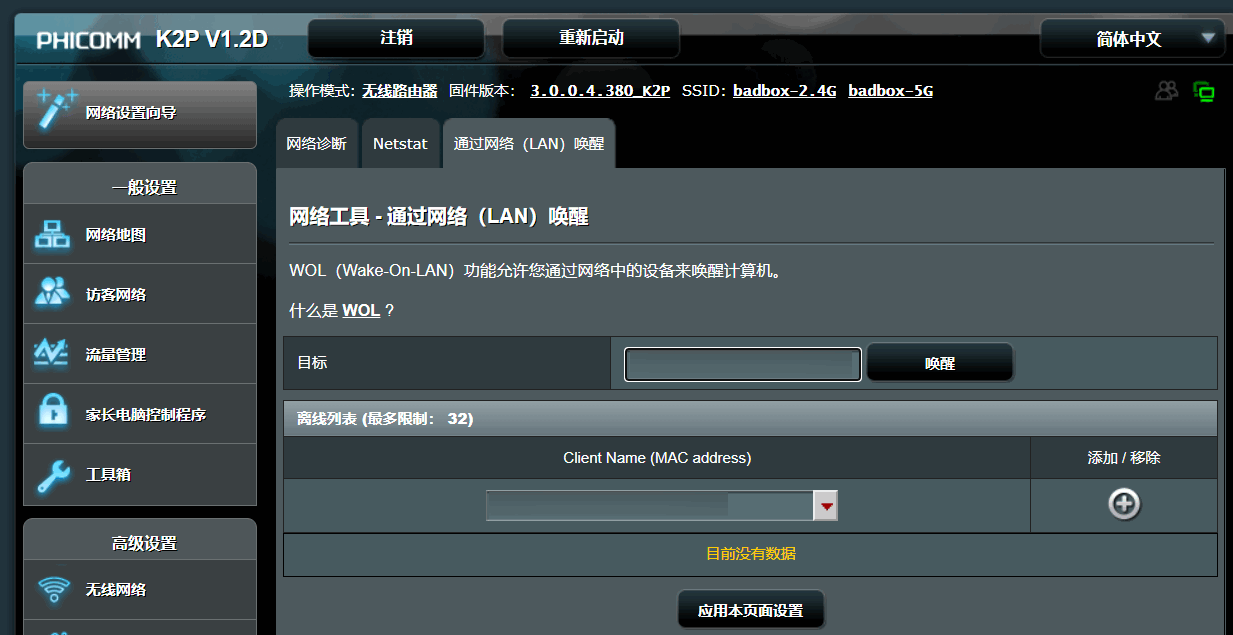 PHICOMM K2P V1.2D 注销 重新启动 简体中文
网络设置向导
操作模式: 无线路由器 固件版本: 3.0.0.4.380_K2P SSID: badbox-2.4G badbox-5G
网络诊断 Netstat 通过网络（LAN）唤醒
一般设置
网络地图
访客网络
流量管理
家长电脑控制程序
工具箱
高级设置
无线网络
网络工具 - 通过网络（LAN）唤醒
WOL（Wake-On-LAN）功能允许您通过网络中的设备来唤醒计算机。
什么是 WOL ?
目标 唤醒
离线列表 (最多限制: 32)
Client Name (MAC address) 添加 / 移除
目前没有数据
应用本页面设置